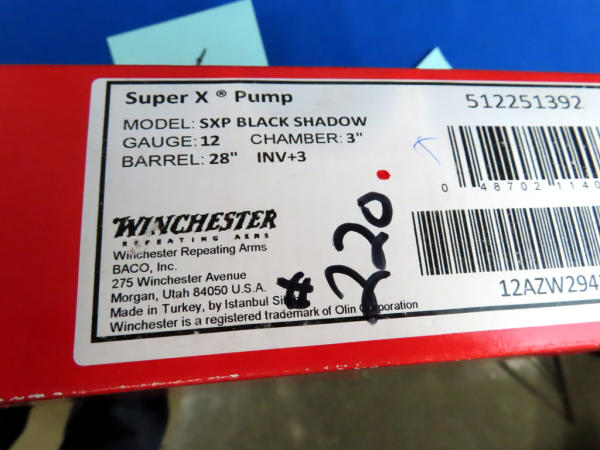 Super X ® Pump
MODEL: SXP BLACK SHADOW
GAUGE: 12 CHAMBER: 3"
BARREL: 28" INV+3
512251392
0 48702 1140
12AZW294
WINCHESTER
REPEATING ARMS
Winchester Repeating Arms
BACO, Inc.
275 Winchester Avenue
Morgan, Utah 84050 U.S.A.
Made in Turkey, by Istanbul
Winchester is a registered trademark of Olin
# 220.